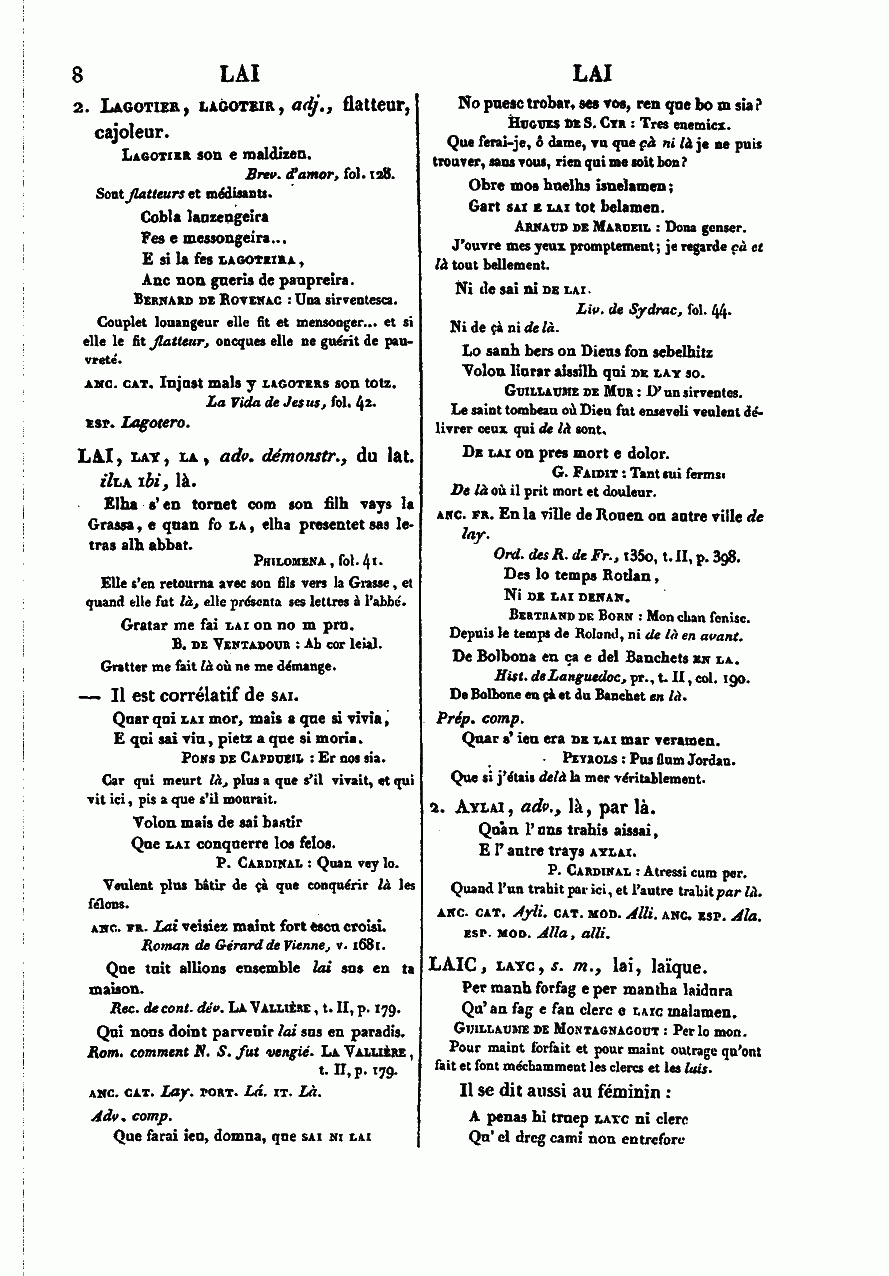 8 LAI LAI
2. LAGOTIER, LAGOTEIR, adj., flatteur,
cajoleur.
LAGOTIER son e maldizen.
Brev. d'amor, fol. 128.
Sont flatteurs et médisants.
Cobla lauzengeira
Fes e messongeira...
E si la fes LAGOTEIRA,
Anc non gueris de paupreira.
BERNARD DE ROVENAC : Una sirventesca.
Couplet louangeur elle fit et mensonger... et si
elle le fit flatteur, oncques elle ne guérit de pau-
vreté.
ANC. CAT. Injust mals y LAGOTERS son totz.
La Vida de Jesus, fol. 42.
ESP. Lagotero.
LAI, LAY, LA, adv. démonstr., du lat.
ilLA ibi, là.
Elha s'en tornet com son filh vays la
Grassa, e quan fo LA, elha presentet sas le-
tras alh abbat.
PHILOMENA, fol. 41.
Elle s'en retourna avec son fils vers la Grasse, et
quand elle fut là, elle présenta ses lettres à l'abbé.
Gratar me fai LAI on no m pru.
B. DE VENTADOUR : Ab cor leial.
Gratter me fait là où ne me démange.
— Il est corrélatif de SAI.
Quar qui LAI mor, mais a que si vivia,
E qui sai viu, pietz a que si moria.
PONS DE CAPDUEIL : Er nos sia.
Car qui meurt là, plus a que s'il vivait, et qui
vit ici, pis a que s'il mourait.
Volon mais de sai bastir
Que LAI conquerre los felos.
P. CARDINAL : Quan vey lo.
Veulent plus bâtir de çà que conquérir là les
félons.
ANC. FR. Lai veisiez maint fort escu croisi.
Roman de Gérard de Vienne, v. 1681.
Que tuit allions ensemble lai sus en ta
maison.
Rec. de cont. dév. LA VALLIÈRE, t. II, p. 179.
Qui nous doint parvenir lai sus en paradis.
Rom. comment N. S. fut vengié. LA VALLIÈRE,
t. II, p. 179.
ANC. CAT. Lay. PORT. Lá. IT. Là.
Adv. comp.
Que farai ieu, domna, que SAI NI LAI
No puesc trobar, ses vos, ren que bo m sia?
HUGUES DE S. CYR : Tres enemicx.
Que ferai-je, ô dame, vu que çà ni là je ne puis
trouver, sans vous, rien qui me soit bon?
Obre mos huelhs isnelamen;
Gart SAI E LAI tot belamen.
ARNAUD DE MARUEIL : Dona genser.
J'ouvre mes yeux promptement; je regarde çà et
là tout bellement.
Ni de sai ni DE LAI.
Liv. de Sydrac, fol. 44.
Ni de çà ni de là.
Lo sanh bers on Dieus fon sebelhitz
Volon liurar aissilh qui DE LAY so.
GUILLAUME DE MUR : D'un sirventes.
Le saint tombeau où Dieu fut enseveli veulent dé-
livrer ceux qui de là sont.
DE LAI on pres mort e dolor.
G. FAIDIT : Tant sui ferms.
De là où il prit mort et douleur.
ANC. FR. En la ville de Rouen ou autre ville de
lay.
Ord. des R. de Fr., 1350, t. II, p. 398.
Des lo temps Rotlan,
Ni DE LAI DENAN.
BERTRAND DE BORN : Mon chan fenisc.
Depuis le temps de Roland, ni de là en avant.
De Bolbona en ça e del Banchets EN LA.
Hist. de Languedoc, pr., t. II, col. 190.
De Bolbone en çà et du Banchet en là.
Prép. comp.
Quar s'ieu era DE LAI mar veramen.
PEYROLS : Pus flum Jordan.
Que si j'étais delà la mer véritablement.
2. AYLAI, adv., là, par là.
Quan l'uns trahis aissai,
E l'autre trays AYLAI.
P. CARDINAL : Atressi cum per.
Quand l'un trahit par ici, et l'autre trahit par là.
ANC. CAT. Ayli. CAT. MOD. Alli. ANC. ESP. Ala.
ESP. MOD. Alla, alli.
LAIC, LAYC, s. m., lai, laïque.
Per manh forfag e per mantha laidura
Qu'an fag e fan clerc e LAIC malamen.
GUILLAUME DE MONTAGNAGOUT : Per lo mon.
Pour maint forfait et pour maint outrage qu'ont
fait et font méchamment les clercs et les lais.
Il se dit aussi au féminin :
A penas hi truep LAYC ni clerc
Qu'el dreg cami non entrefore